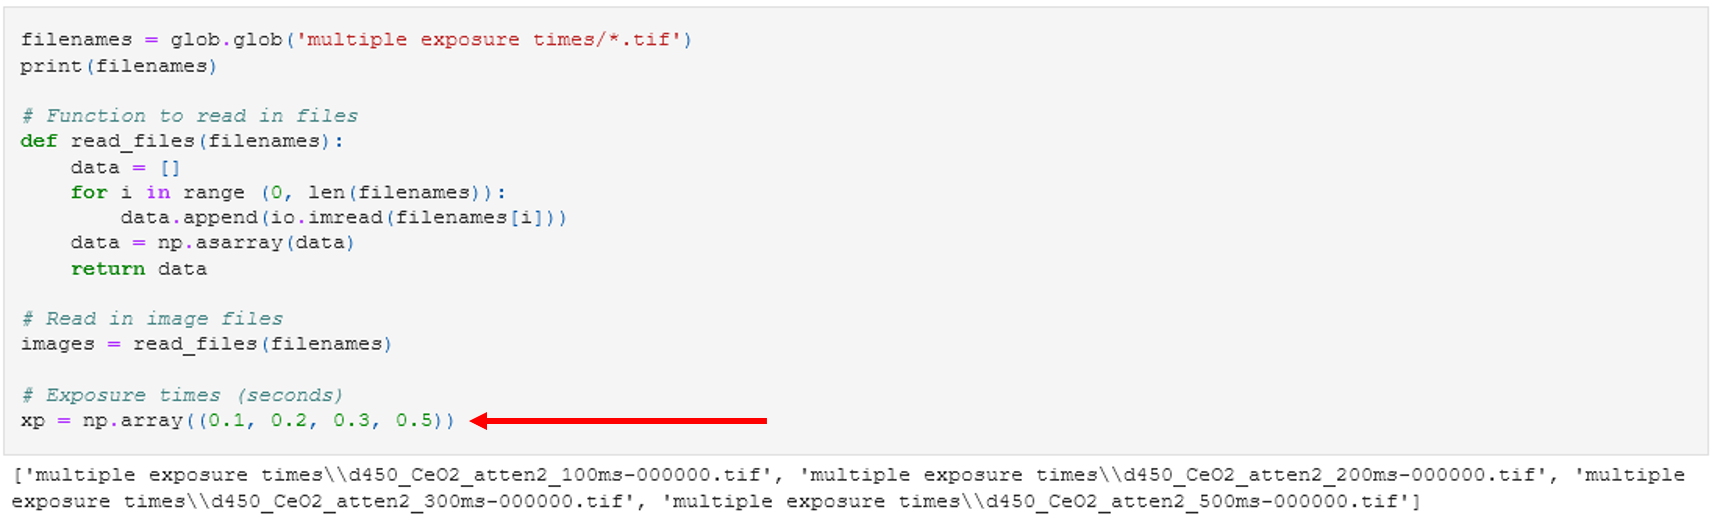 filenames = glob.glob('multiple exposure times/*.tif')
print(filenames)
# Function to read in files
def read_files(filenames):
    data = []
    for i in range (0, len(filenames)):
        data.append(io.imread(filenames[i]))
    data = np.asarray(data)
    return data
# Read in image files
images = read_files(filenames)
# Exposure times (seconds)
xp = np.array((0.1, 0.2, 0.3, 0.5))
['multiple exposure times\\d450_CeO2_atten2_100ms-000000.tif', 'multiple exposure times\\d450_CeO2_atten2_200ms-000000.tif', 'multiple
exposure times\\d450_CeO2_atten2_300ms-000000.tif', 'multiple exposure times\\d450_CeO2_atten2_500ms-000000.tif']